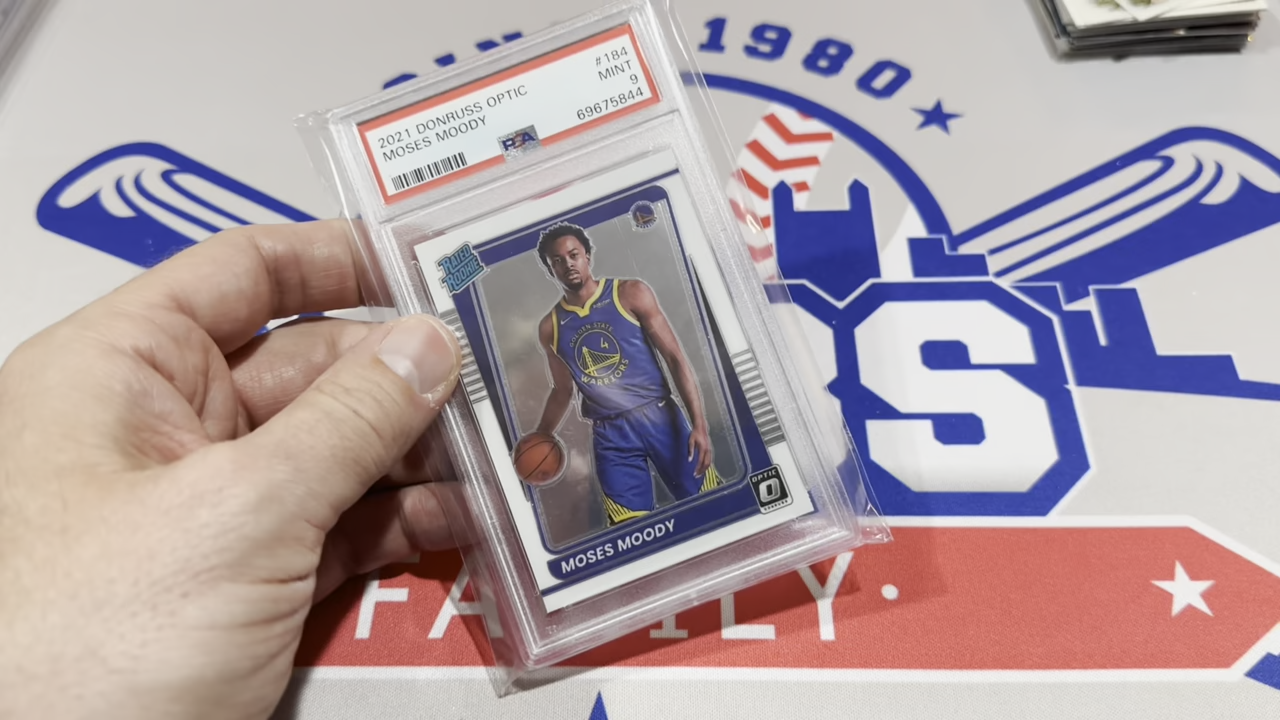 1980
2021 DONRUSS OPTIC
MOSES MOODY
#184
MINT
9
69675844
PSA
RATED
ROOKIE
GOLDEN STATE
4
WARRIORS
OPTIC
MOSES MOODY
S
FAMILY.